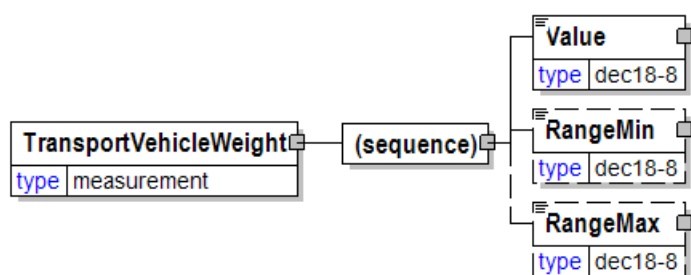 Value
type dec18-8
TransportVehicleWeight
type measurement
(sequence)
RangeMin
type dec18-8
RangeMax
type dec18-8